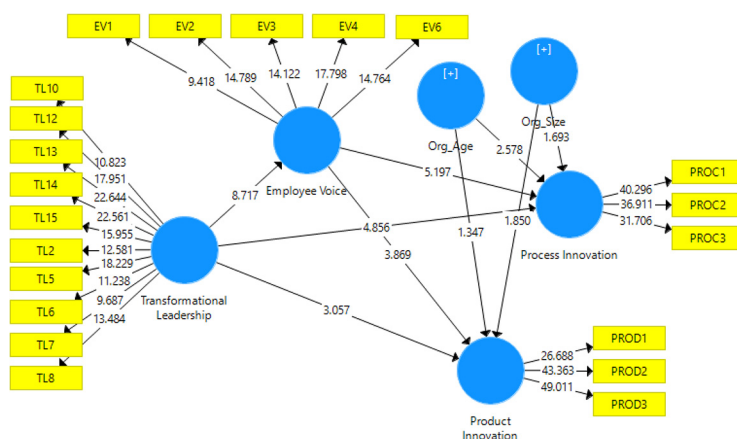 EV1
EV2
EV3
EV4
EV6
9.418
14.789
14.122
17.798
14.764
[+]
Org_Age
[+]
Org_Size
TL10
TL12
TL13
TL14
TL15
TL2
TL5
TL6
TL7
TL8
10.823
17.951
22.644
22.561
15.955
12.581
18.229
11.238
9.687
13.484
Transformational
Leadership
8.717
Employee Voice
2.578
1.693
5.197
4.856
1.850
3.869
1.347
3.057
Process Innovation
40.296
36.911
31.706
PROC1
PROC2
PROC3
Product
Innovation
26.688
43.363
49.011
PROD1
PROD2
PROD3